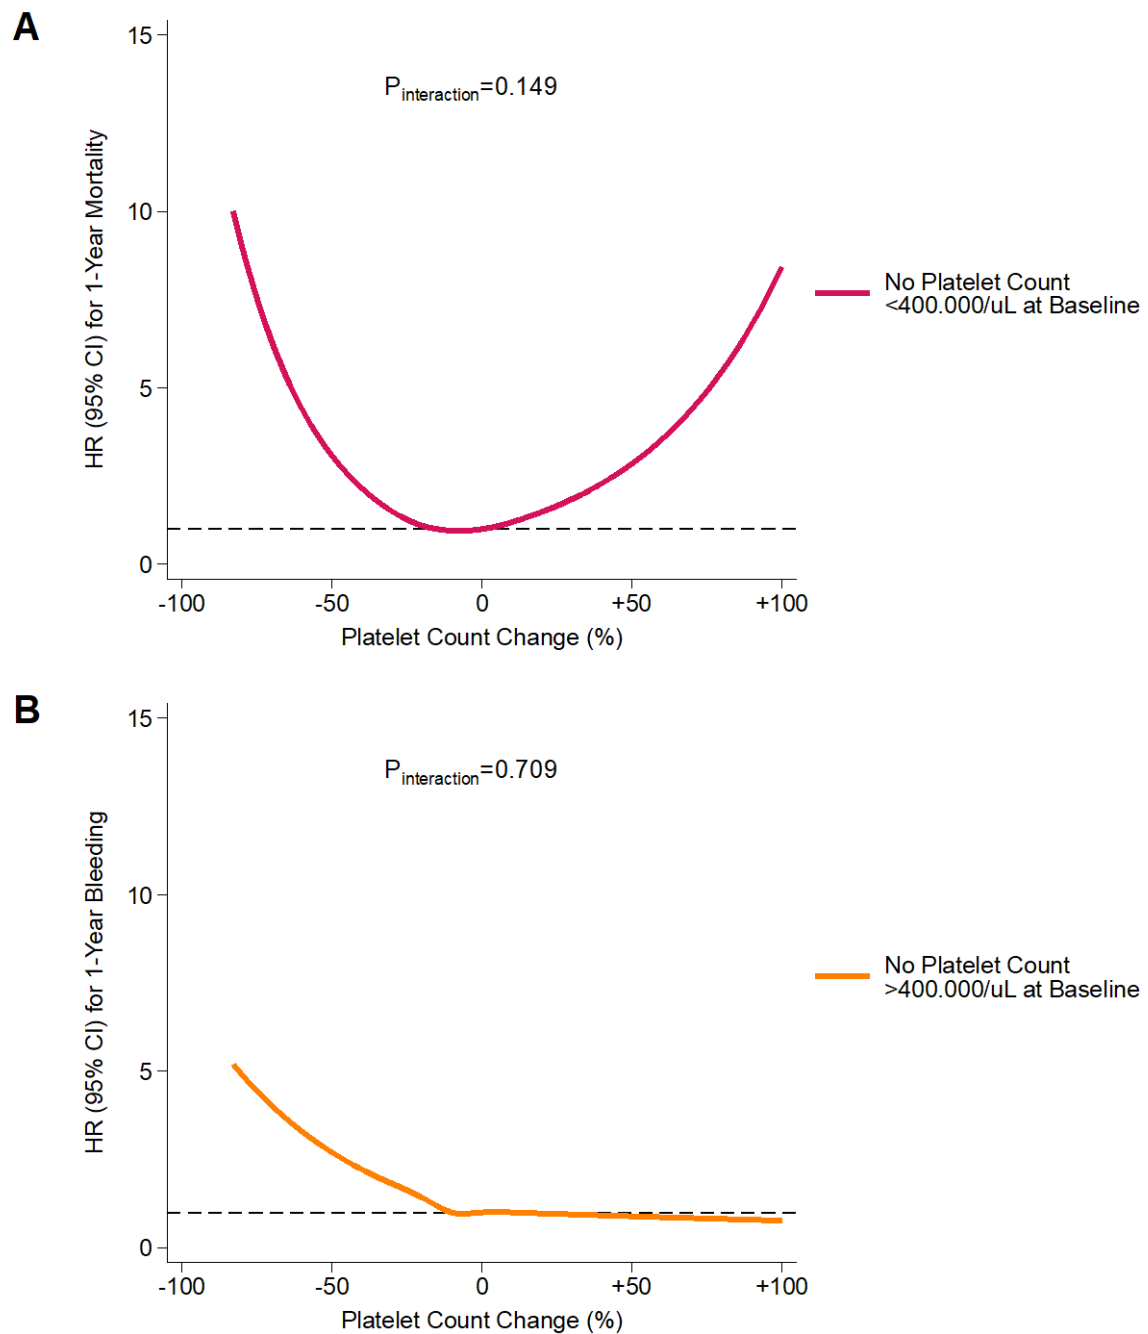 A
15
10
5
0
HR (95% CI) for 1-Year Mortality
P interaction=0.149
No Platelet Count
<400.000/uL at Baseline
-100 -50 0 +50 +100
Platelet Count Change (%)
B
15
10
5
0
HR (95% CI) for 1-Year Bleeding
P interaction=0.709
No Platelet Count
>400.000/uL at Baseline
-100 -50 0 +50 +100
Platelet Count Change (%)